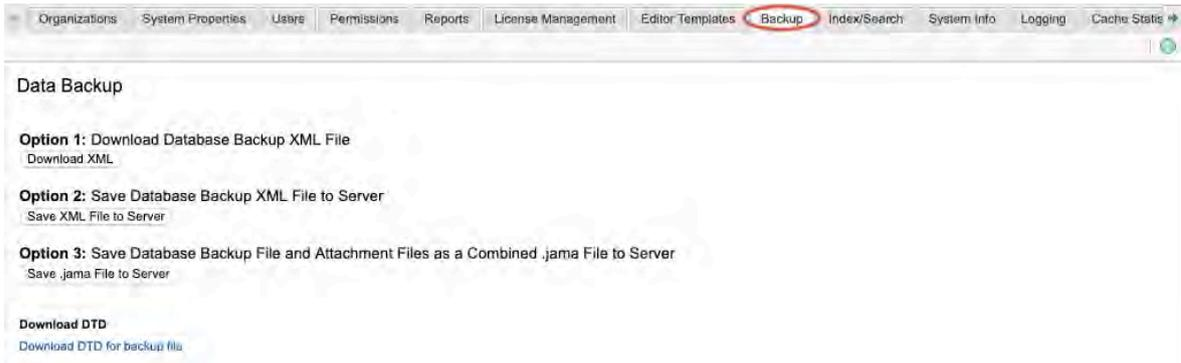 Organizations System Properties Users Permissions Reports License Management Editor Templates Backup Index/Search System Info Logging Cache Statis
Data Backup
Option 1: Download Database Backup XML File
Download XML
Option 2: Save Database Backup XML File to Server
Save XML File to Server
Option 3: Save Database Backup File and Attachment Files as a Combined .jama File to Server
Save .jama File to Server
Download DTD
Download DTD for backup file